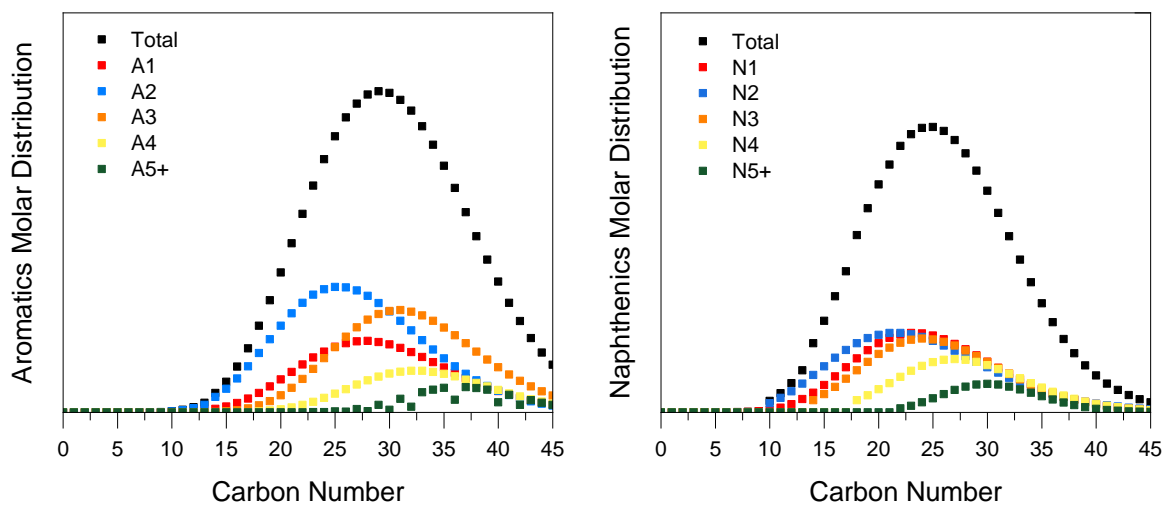 Aromatics Molar Distribution
Total
A1
A2
A3
A4
A5+
0 5 10 15 20 25 30 35 40 45
Carbon Number
Naphthenics Molar Distribution
Total
N1
N2
N3
N4
N5+
0 5 10 15 20 25 30 35 40 45
Carbon Number